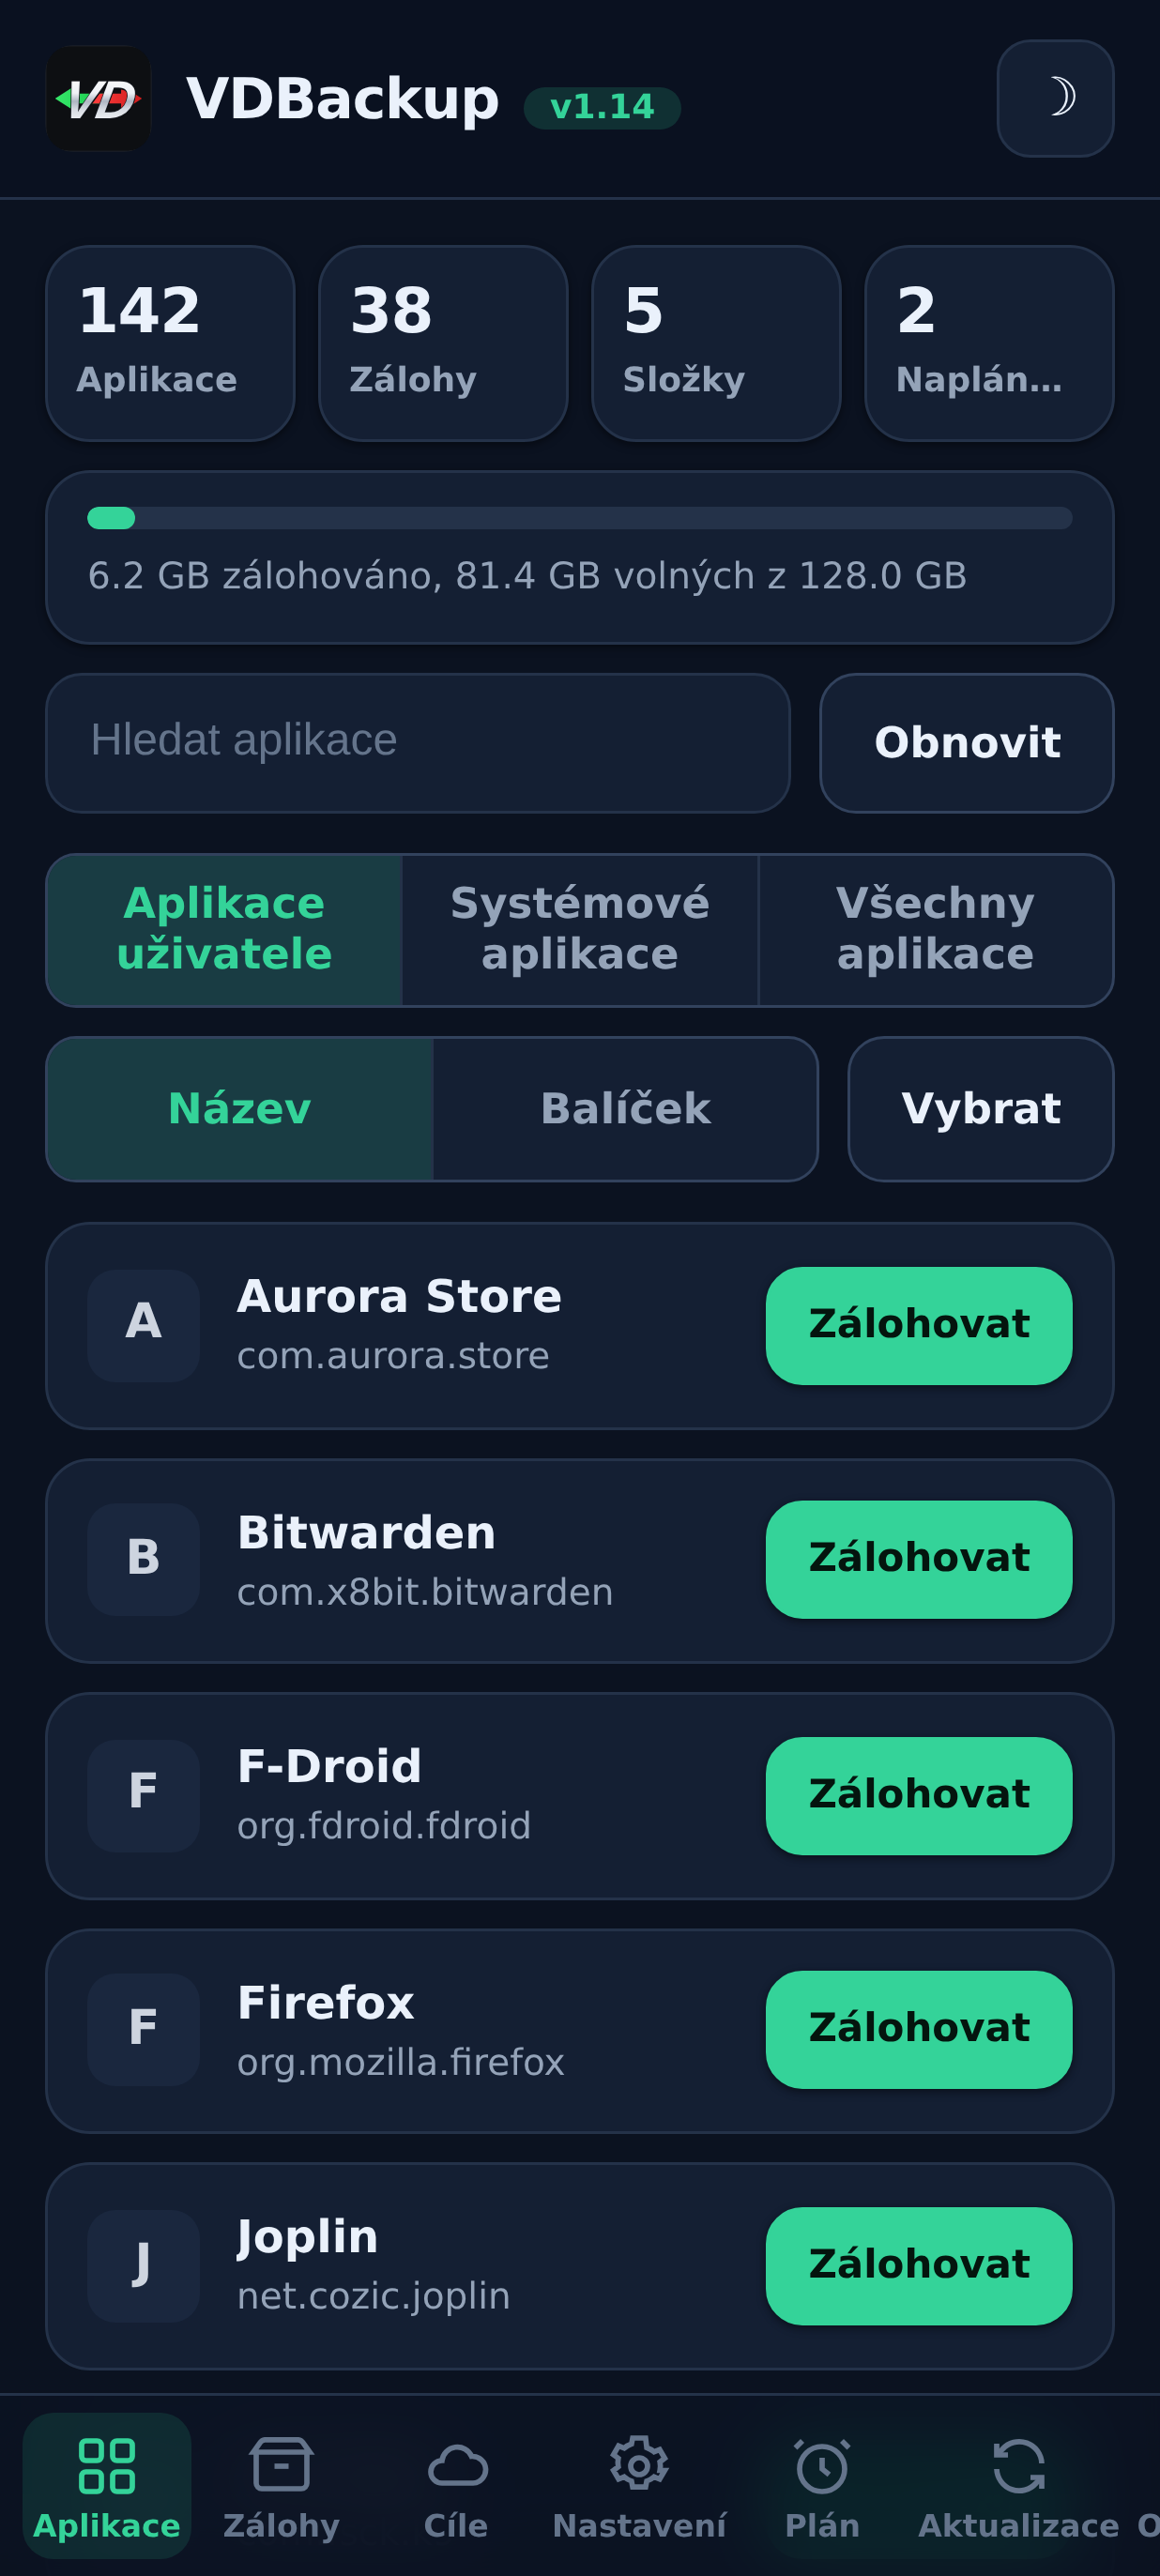 VD
VDBackup v1.14
142
Aplikace
38
Zálohy
5
Složky
2
Naplán...
6.2 GB zálohováno, 81.4 GB volných z 128.0 GB
Hledat aplikace
Obnovit
Aplikace
uživatele
Systémové
aplikace
Všechny
aplikace
Název
Balíček
Vybrat
A
Aurora Store
com.aurora.store
Zálohovat
B
Bitwarden
com.x8bit.bitwarden
Zálohovat
F
F-Droid
org.fdroid.fdroid
Zálohovat
F
Firefox
org.mozilla.firefox
Zálohovat
J
Joplin
net.cozic.joplin
Zálohovat
Aplikace
Zálohy
Cíle
Nastavení
Plán
Aktualizace